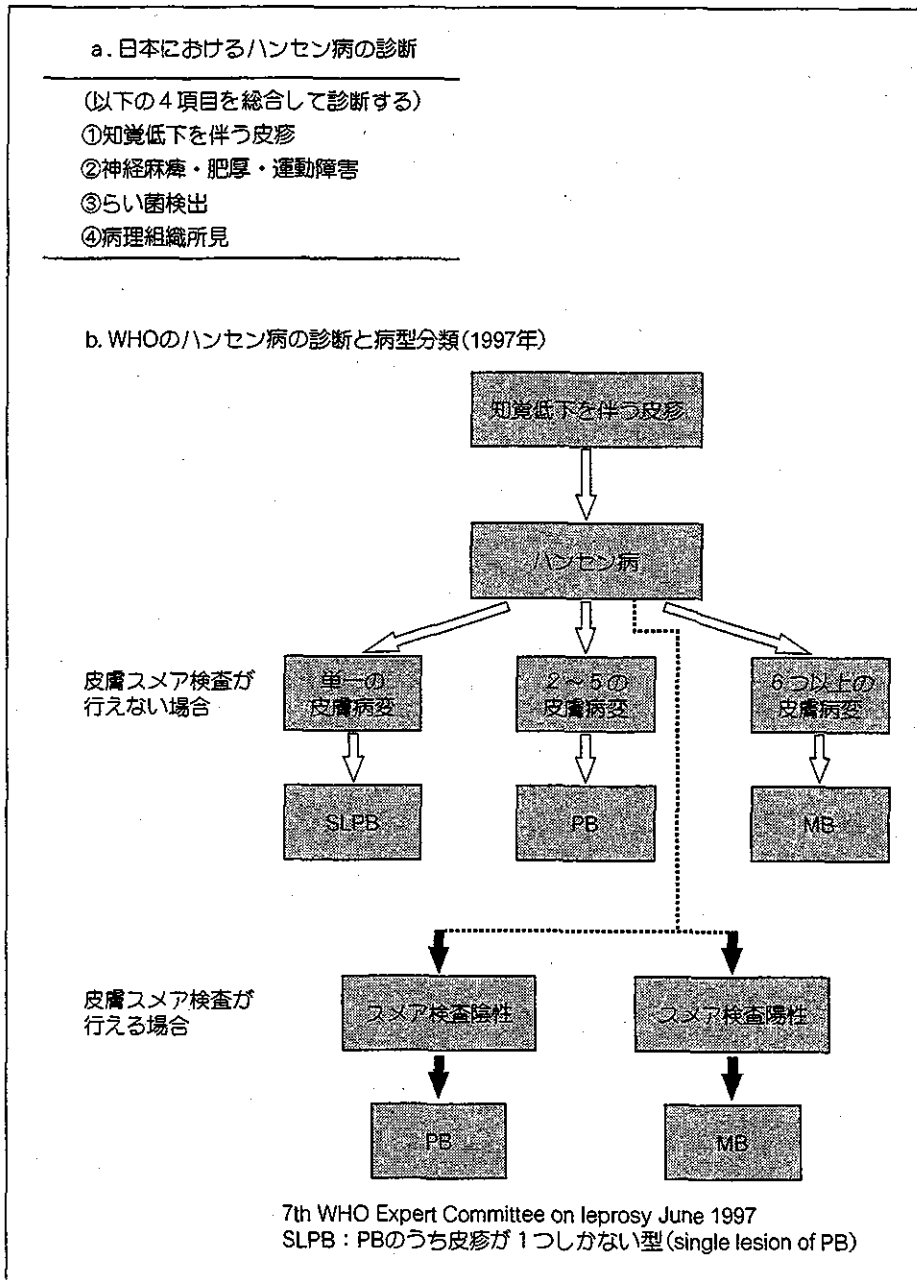 a. 日本におけるハンセン病の診断
(以下の4項目を総合して診断する)
①知覚低下を伴う皮疹
②神経麻痺・肥厚・運動障害
③らい菌検出
④病理組織所見
b. WHOのハンセン病の診断と病型分類(1997年)
知覚低下を伴う皮疹
ハンセン病
皮膚スメア検査が
行えない場合
単一の
皮膚病変
2～5の
皮膚病変
6つ以上の
皮膚病変
SLPB
PB
MB
皮膚スメア検査が
行える場合
スメア検査陰性
スメア検査陽性
PB
MB
7th WHO Expert Committee on leprosy June 1997
SLPB：PBのうち皮疹が1つしかない型(single lesion of PB)